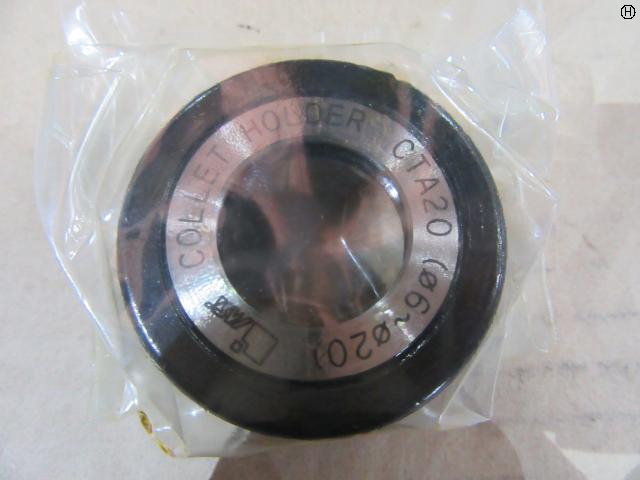 COLLET HOLDER CTA20 (ø6~ø20)
H